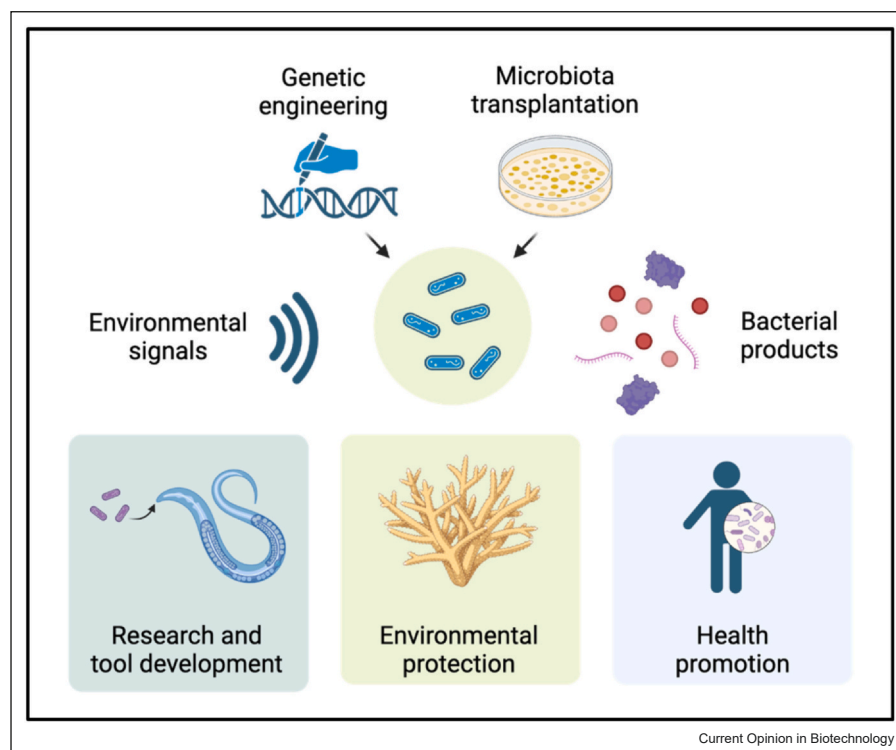 Genetic
engineering
Microbiota
transplantation
Environmental
signals
Bacterial
products
Research and
tool development
Environmental
protection
Health
promotion
Current Opinion in Biotechnology